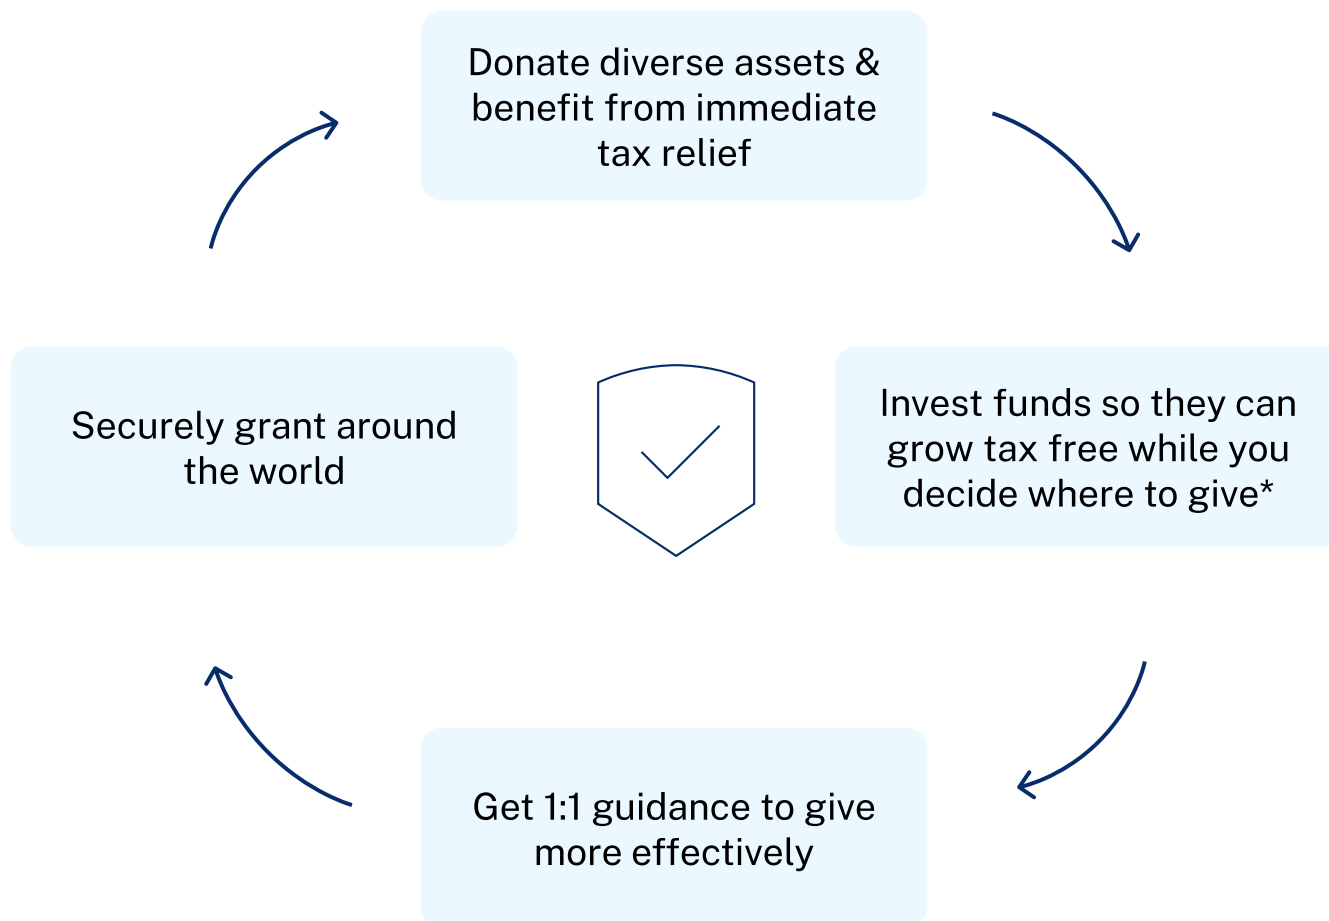 Donate diverse assets &
benefit from immediate
tax relief
Invest funds so they can
grow tax free while you
decide where to give*
Get 1:1 guidance to give
more effectively
Securely grant around
the world